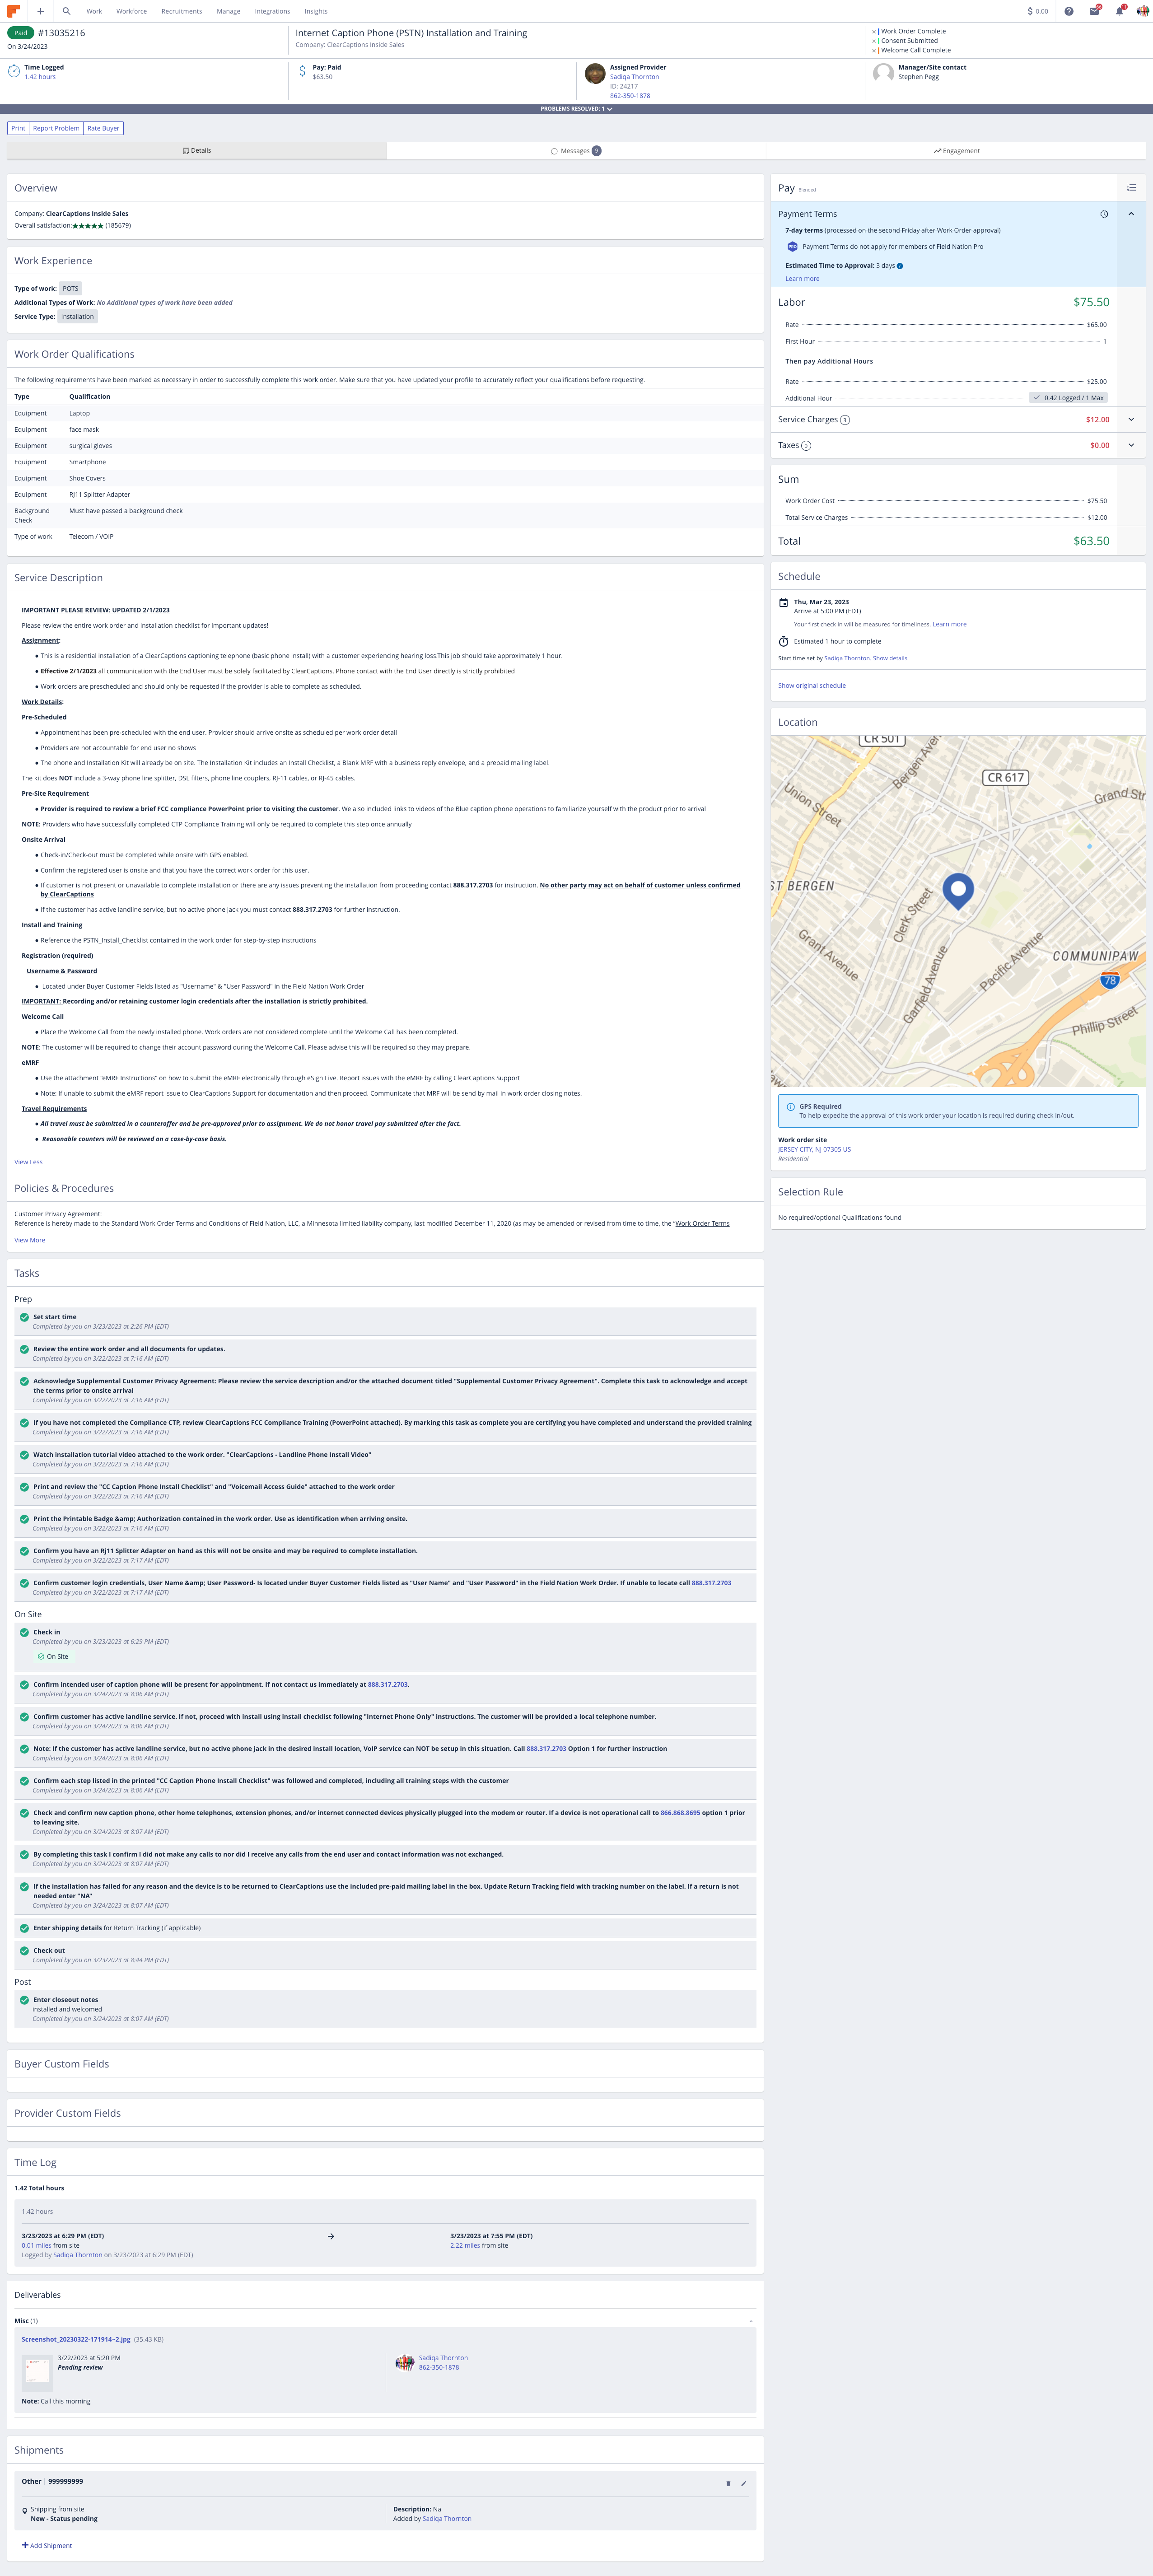 Work Workforce Recruitments Manage Integrations Insights
$ 0.00
Paid #13035216
On 3/24/2023
Internet Caption Phone (PSTN) Installation and Training
Company: ClearCaptions Inside Sales
Work Order Complete
Consent Submitted
Welcome Call Complete
Time Logged
1.42 hours
Pay: Paid
$63.50
Assigned Provider
Sadiqa Thornton
ID: 24217
862-350-1878
Manager/Site contact
Stephen Pegg
PROBLEMS RESOLVED: 1
Print Report Problem Rate Buyer
Details
Messages 9
Engagement
Overview
Company: ClearCaptions Inside Sales
Overall satisfaction:★★★★★ (185679)
Work Experience
Type of work: POTS
Additional Types of Work: No Additional types of work have been added
Service Type: Installation
Work Order Qualifications
The following requirements have been marked as necessary in order to successfully complete this work order. Make sure that you have updated your profile to accurately reflect your qualifications before requesting.
Type Qualification
Equipment Laptop
Equipment face mask
Equipment surgical gloves
Equipment Smartphone
Equipment Shoe Covers
Equipment RJ11 Splitter Adapter
Background Check Must have passed a background check
Type of work Telecom / VOIP
Service Description
IMPORTANT PLEASE REVIEW: UPDATED 2/1/2023
Please review the entire work order and installation checklist for important updates!
Assignment:
● This is a residential installation of a ClearCaptions captioning telephone (basic phone install) with a customer experiencing hearing loss.This job should take approximately 1 hour.
● Effective 2/1/2023 all communication with the End User must be solely facilitated by ClearCaptions. Phone contact with the End User directly is strictly prohibited
● Work orders are prescheduled and should only be requested if the provider is able to complete as scheduled.
Work Details:
Pre-Scheduled
● Appointment has been pre-scheduled with the end user. Provider should arrive onsite as scheduled per work order detail
● Providers are not accountable for end user no shows
● The phone and Installation Kit will already be on site. The Installation Kit includes an Install Checklist, a Blank MRF with a business reply envelope, and a prepaid mailing label.
The kit does NOT include a 3-way phone line splitter, DSL filters, phone line couplers, RJ-11 cables, or RJ-45 cables.
Pre-Site Requirement
● Provider is required to review a brief FCC compliance PowerPoint prior to visiting the customer. We also included links to videos of the Blue caption phone operations to familiarize yourself with the product prior to arrival
NOTE: Providers who have successfully completed CTP Compliance Training will only be required to complete this step once annually
Onsite Arrival
● Check-in/Check-out must be completed while onsite with GPS enabled.
● Confirm the registered user is onsite and that you have the correct work order for this user.
● If customer is not present or unavailable to complete installation or there are any issues preventing the installation from proceeding contact 888.317.2703 for instruction. No other party may act on behalf of customer unless confirmed
by ClearCaptions
● If the customer has active landline service, but no active phone jack you must contact 888.317.2703 for further instruction.
Install and Training
● Reference the PSTN_Install_Checklist contained in the work order for step-by-step instructions
Registration (required)
Username & Password
● Located under Buyer Customer Fields listed as "Username" & "User Password" in the Field Nation Work Order
IMPORTANT: Recording and/or retaining customer login credentials after the installation is strictly prohibited.
Welcome Call
● Place the Welcome Call from the newly installed phone. Work orders are not considered complete until the Welcome Call has been completed.
NOTE: The customer will be required to change their account password during the Welcome Call. Please advise this will be required so they may prepare.
eMRF
● Use the attachment "eMRF Instructions" on how to submit the eMRF electronically through eSign Live. Report issues with the eMRF by calling ClearCaptions Support
● Note: If unable to submit the eMRF report issue to ClearCaptions Support for documentation and then proceed. Communicate that MRF will be send by mail in work order closing notes.
Travel Requirements
● All travel must be submitted in a counteroffer and be pre-approved prior to assignment. We do not honor travel pay submitted after the fact.
● Reasonable counters will be reviewed on a case-by-case basis.
View Less
Policies & Procedures
Customer Privacy Agreement:
Reference is hereby made to the Standard Work Order Terms and Conditions of Field Nation, LLC, a Minnesota limited liability company, last modified December 11, 2020 (as may be amended or revised from time to time, the "Work Order Terms
View More
Tasks
Prep
Set start time
Completed by you on 3/23/2023 at 2:26 PM (EDT)
Review the entire work order and all documents for updates.
Completed by you on 3/22/2023 at 7:16 AM (EDT)
Acknowledge Supplemental Customer Privacy Agreement: Please review the service description and/or the attached document titled "Supplemental Customer Privacy Agreement". Complete this task to acknowledge and accept
the terms prior to onsite arrival
Completed by you on 3/22/2023 at 7:16 AM (EDT)
If you have not completed the Compliance CTP, review ClearCaptions FCC Compliance Training (PowerPoint attached). By marking this task as complete you are certifying you have completed and understand the provided training
Completed by you on 3/22/2023 at 7:16 AM (EDT)
Watch installation tutorial video attached to the work order. "ClearCaptions - Landline Phone Install Video"
Completed by you on 3/22/2023 at 7:16 AM (EDT)
Print and review the "CC Caption Phone Install Checklist" and "Voicemail Access Guide" attached to the work order
Completed by you on 3/22/2023 at 7:16 AM (EDT)
Print the Printable Badge &amp; Authorization contained in the work order. Use as identification when arriving onsite.
Completed by you on 3/22/2023 at 7:16 AM (EDT)
Confirm you have an Rj11 Splitter Adapter on hand as this will not be onsite and may be required to complete installation.
Completed by you on 3/22/2023 at 7:17 AM (EDT)
Confirm customer login credentials, User Name &amp; User Password- Is located under Buyer Customer Fields listed as "User Name" and "User Password" in the Field Nation Work Order. If unable to locate call 888.317.2703
Completed by you on 3/22/2023 at 7:17 AM (EDT)
On Site
Check in
Completed by you on 3/23/2023 at 6:29 PM (EDT)
On Site
Confirm intended user of caption phone will be present for appointment. If not contact us immediately at 888.317.2703.
Completed by you on 3/24/2023 at 8:06 AM (EDT)
Confirm customer has active landline service. If not, proceed with install using install checklist following "Internet Phone Only" instructions. The customer will be provided a local telephone number.
Completed by you on 3/24/2023 at 8:06 AM (EDT)
Note: If the customer has active landline service, but no active phone jack in the desired install location, VoIP service can NOT be setup in this situation. Call 888.317.2703 Option 1 for further instruction
Completed by you on 3/24/2023 at 8:06 AM (EDT)
Confirm each step listed in the printed "CC Caption Phone Install Checklist" was followed and completed, including all training steps with the customer
Completed by you on 3/24/2023 at 8:06 AM (EDT)
Check and confirm new caption phone, other home telephones, extension phones, and/or internet connected devices physically plugged into the modem or router. If a device is not operational call to 866.868.8695 option 1 prior
to leaving site.
Completed by you on 3/24/2023 at 8:07 AM (EDT)
By completing this task I confirm I did not make any calls to nor did I receive any calls from the end user and contact information was not exchanged.
Completed by you on 3/24/2023 at 8:07 AM (EDT)
If the installation has failed for any reason and the device is to be returned to ClearCaptions use the included pre-paid mailing label in the box. Update Return Tracking field with tracking number on the label. If a return is not
needed enter "NA"
Completed by you on 3/24/2023 at 8:07 AM (EDT)
Enter shipping details for Return Tracking (if applicable)
Check out
Completed by you on 3/23/2023 at 8:44 PM (EDT)
Post
Enter closeout notes
installed and welcomed
Completed by you on 3/24/2023 at 8:07 AM (EDT)
Buyer Custom Fields
Provider Custom Fields
Time Log
1.42 Total hours
1.42 hours
3/23/2023 at 6:29 PM (EDT)
0.01 miles from site
Logged by Sadiqa Thornton on 3/23/2023 at 6:29 PM (EDT)
3/23/2023 at 7:55 PM (EDT)
2.22 miles from site
Deliverables
Misc (1)
Screenshot_20230322-171914~2.jpg (35.43 KB)
3/22/2023 at 5:20 PM
Pending review
Sadiqa Thornton
862-350-1878
Note: Call this morning
Shipments
Other 999999999
Shipping from site
New - Status pending
Description: Na
Added by Sadiqa Thornton
Add Shipment
Pay Blended
Payment Terms
7-day terms (processed on the second Friday after Work Order approval)
PRO Payment Terms do not apply for members of Field Nation Pro
Estimated Time to Approval: 3 days
Learn more
Labor $75.50
Rate $65.00
First Hour 1
Then pay Additional Hours
Rate $25.00
Additional Hour 0.42 Logged / 1 Max
Service Charges 3 $12.00
Taxes 0 $0.00
Sum
Work Order Cost $75.50
Total Service Charges $12.00
Total $63.50
Schedule
Thu, Mar 23, 2023
Arrive at 5:00 PM (EDT)
Your first check in will be measured for timeliness. Learn more
Estimated 1 hour to complete
Start time set by Sadiqa Thornton. Show details
Show original schedule
Location
CR 501
Bergen Aven
CR 617
Union Street
Grand Str
ST BERGEN
Clerk Street
Grant Avenue
Garfield Avenue
Pacific Avenue
COMMUNIPAW
78
Phillip Street
GPS Required
To help expedite the approval of this work order your location is required during check in/out.
Work order site
JERSEY CITY, NJ 07305 US
Residential
Selection Rule
No required/optional Qualifications found